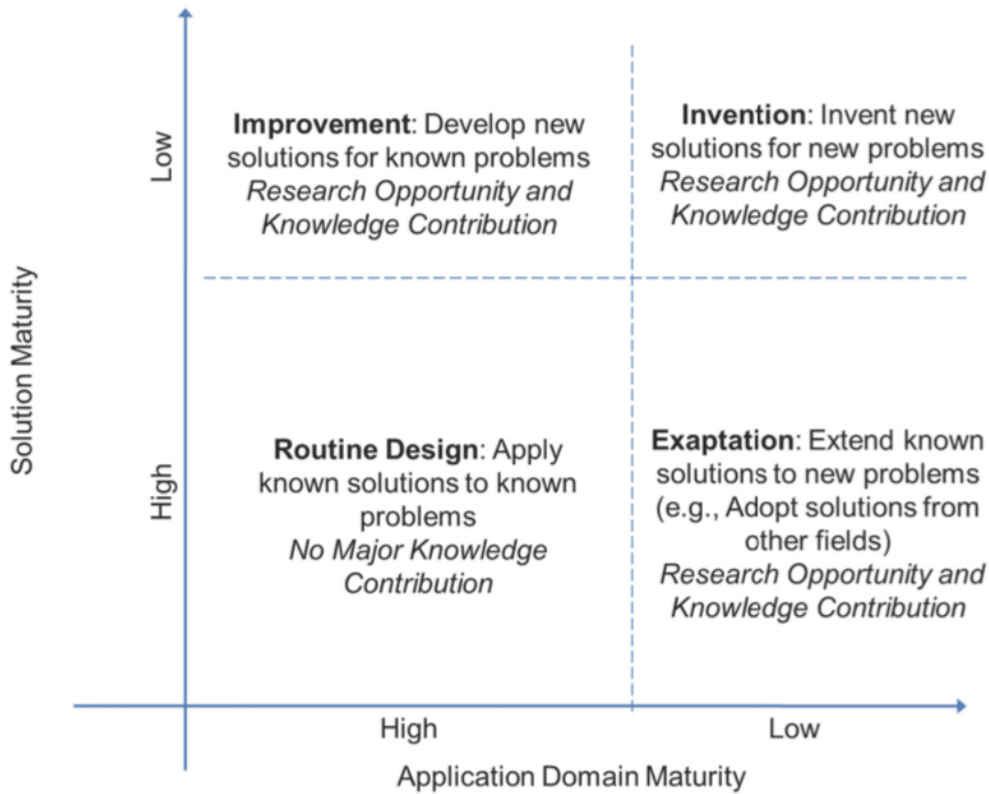 Improvement: Develop new
solutions for known problems
Research Opportunity and
Knowledge Contribution
Invention: Invent new
solutions for new problems
Research Opportunity and
Knowledge Contribution
Low
Solution Maturity
High
Routine Design: Apply
known solutions to known
problems
No Major Knowledge
Contribution
Exaptation: Extend known
solutions to new problems
(e.g., Adopt solutions from
other fields)
Research Opportunity and
Knowledge Contribution
High
Low
Application Domain Maturity